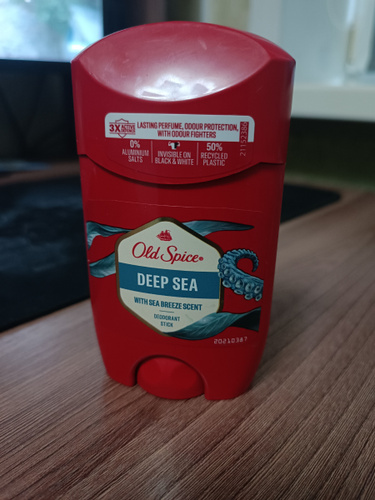 3X ACTIVE
LASTING PERFUME, ODOUR PROTECTION,
WITH ODOUR FIGHTERS
0%
ALUMINIUM
SALTS
INVISIBLE ON
BLACK & WHITE
50%
RECYCLED
PLASTIC
Old Spice
DEEP SEA
WITH SEA BREEZE SCENT
DEODORANT
STICK